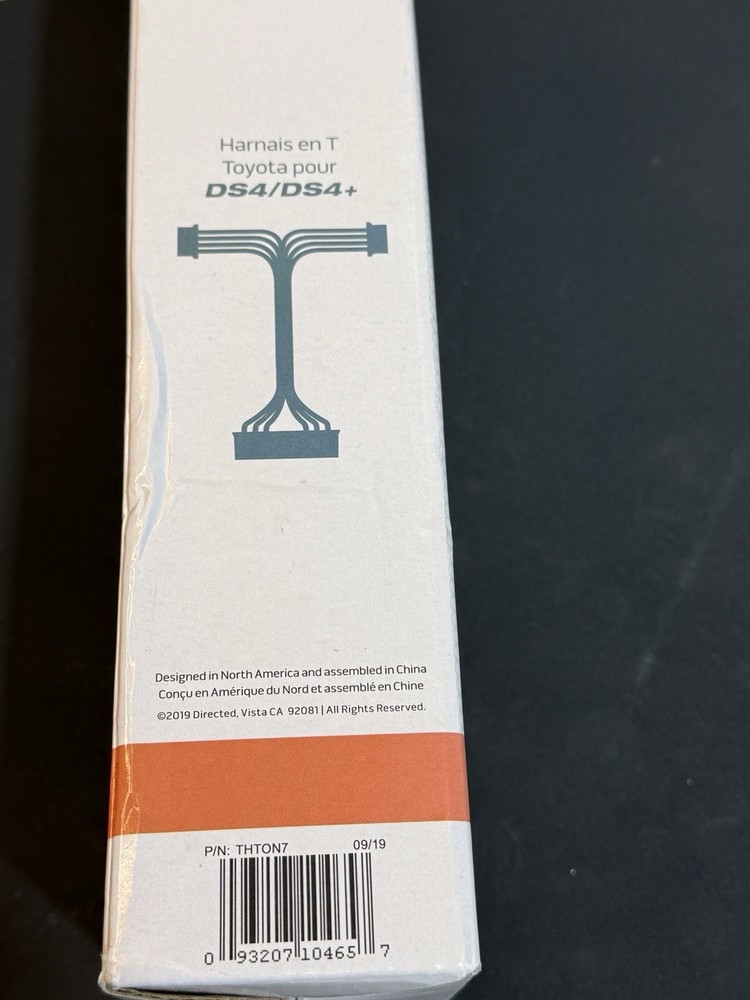 Harnais en T
Toyota pour
DS4/DS4+
Designed in North America and assembled in China
Conçu en Amérique du Nord et assemblé en Chine
©2019 Directed, Vista CA 92081 | All Rights Reserved.
P/N: THTON7 09/19
0 93207 10465 7